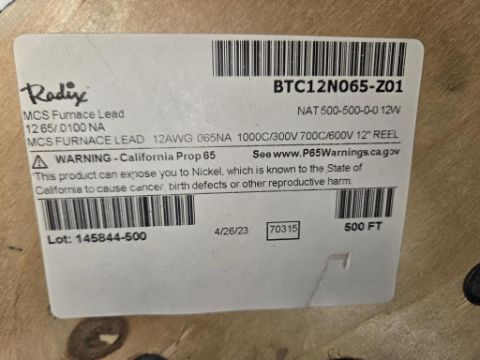 Radix
BTC12N065-Z01
MCS Furnace Lead
NAT 500-500-0-0 12W
12 65/.0100 NA
MCS FURNACE LEAD 12AWG 065NA 1000C/300V 700C/600V 12" REEL
WARNING - California Prop 65 See www.P65Warnings.ca.gov
This product can expose you to Nickel, which is known to the State of
California to cause cancer, birth defects or other reproductive harm.
Lot: 145844-500
4/26/23
70315
500 FT